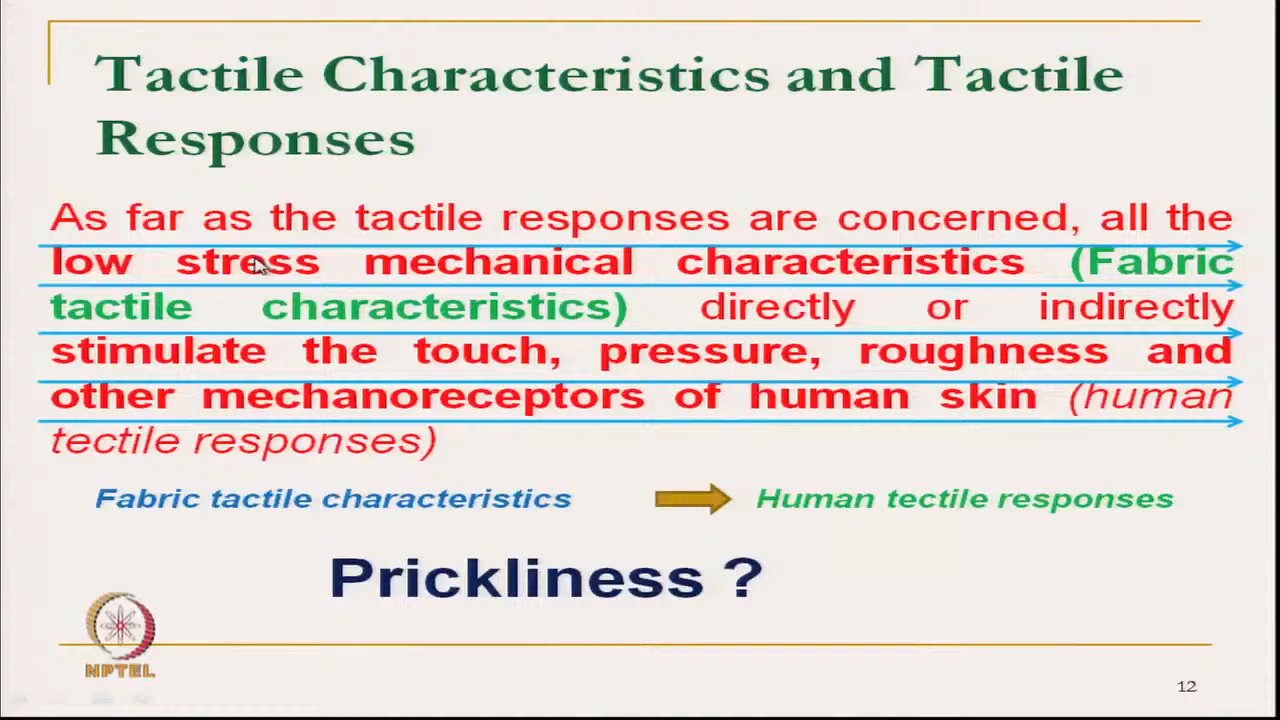 Tactile Characteristics and Tactile
Responses
As far as the tactile responses are concerned, all the
low stress mechanical characteristics (Fabric
tactile characteristics) directly or indirectly
stimulate the touch, pressure, roughness and
other mechanoreceptors of human skin (human
tectile responses)
Fabric tactile characteristics
Human tectile responses
Prickliness ?
NPTEL
12